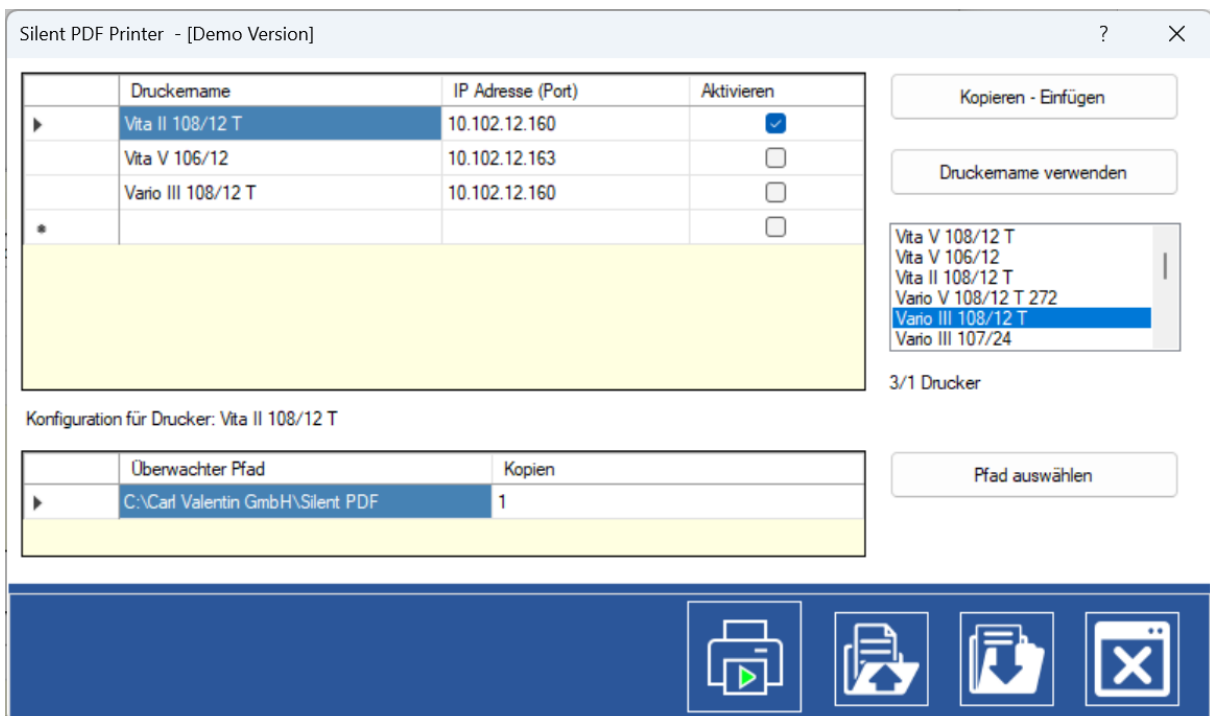 Silent PDF Printer - [Demo Version]
?
Druckername
IP Adresse (Port)
Aktivieren
Vita II 108/12 T
10.102.12.160
Vita V 106/12
10.102.12.163
Vario III 108/12 T
10.102.12.160
Kopieren - Einfügen
Druckername verwenden
Vita V 108/12 T
Vita V 106/12
Vita II 108/12 T
Vario V 108/12 T 272
Vario III 108/12 T
Vario III 107/24
3/1 Drucker
Konfiguration für Drucker: Vita II 108/12 T
Überwachter Pfad
Kopien
C:\Carl Valentin GmbH\Silent PDF
1
Pfad auswählen